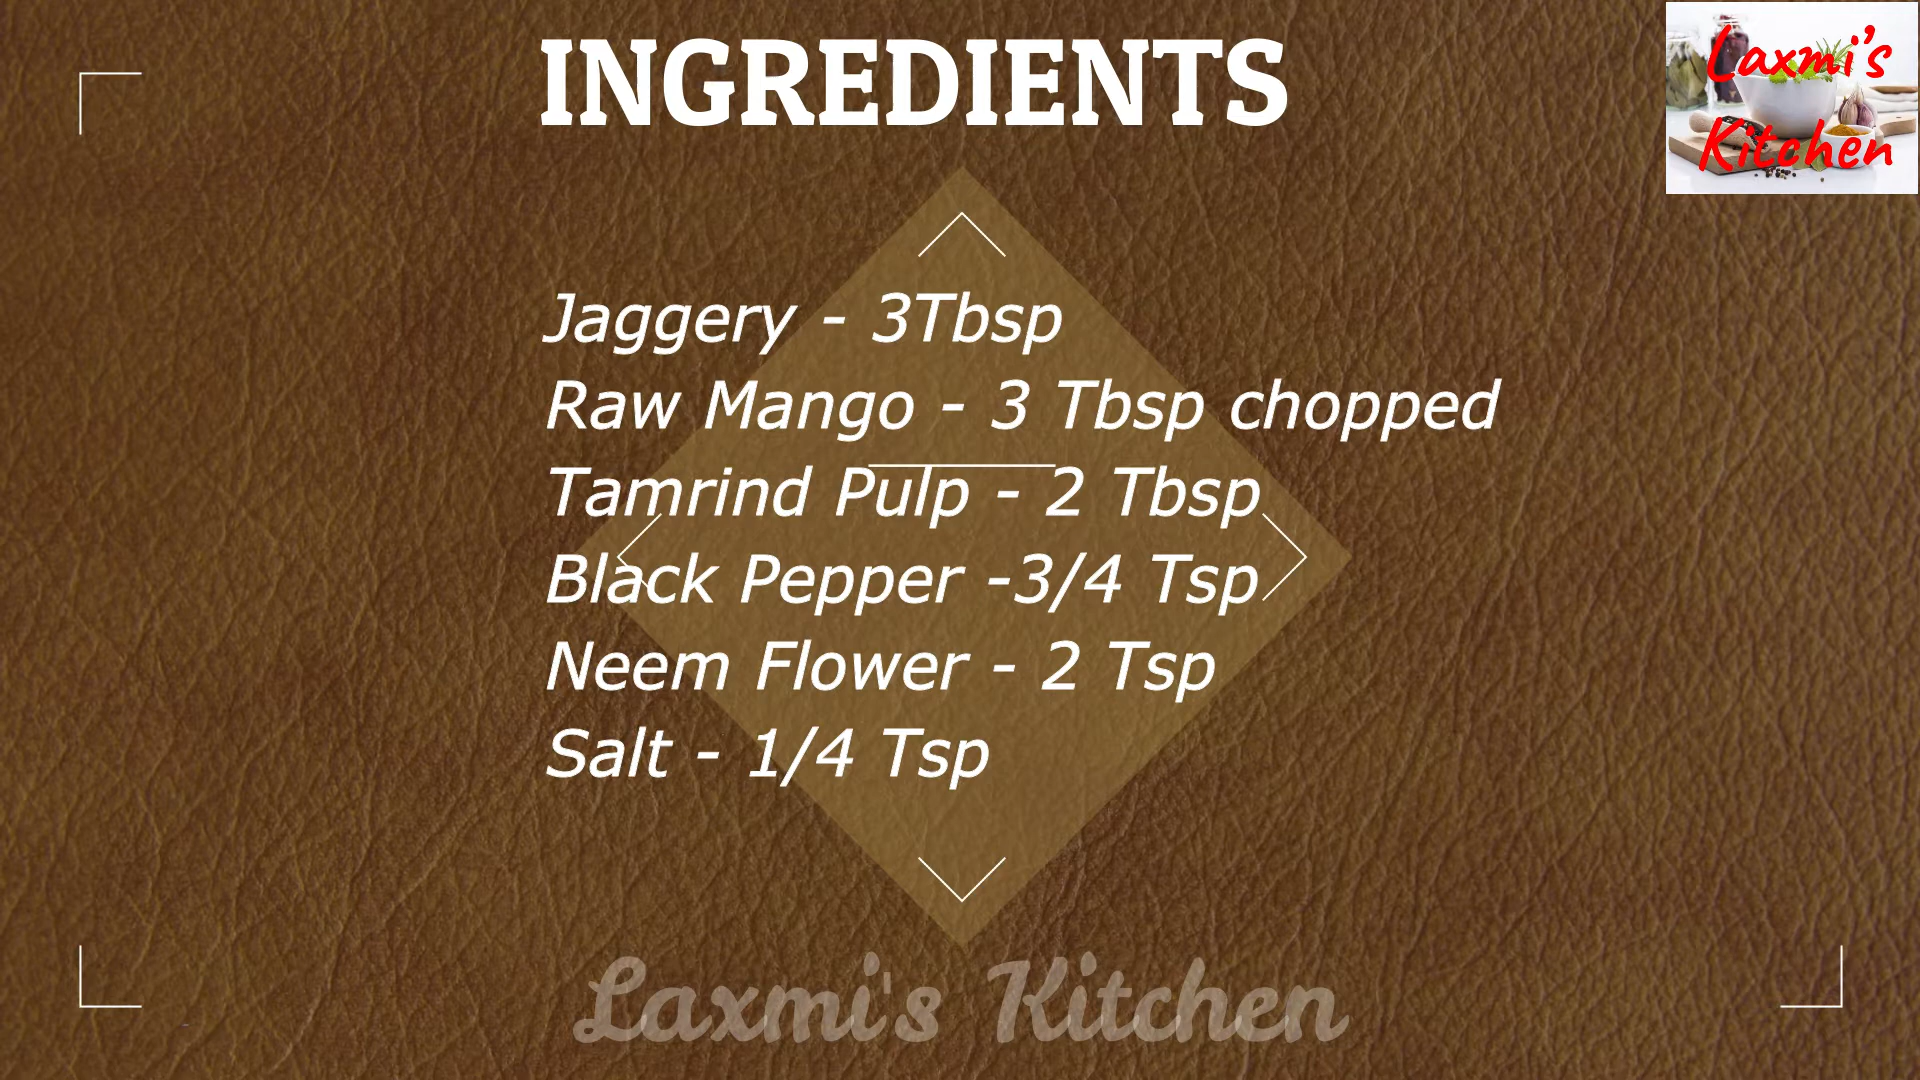 INGREDIENTS
Laxmi's
Kitchen
Jaggery - 3Tbsp
Raw Mango - 3 Tbsp chopped
Tamrind Pulp - 2 Tbsp
Black Pepper -3/4 Tsp
Neem Flower - 2 Tsp
Salt - 1/4 Tsp
Laxmi's Kitchen